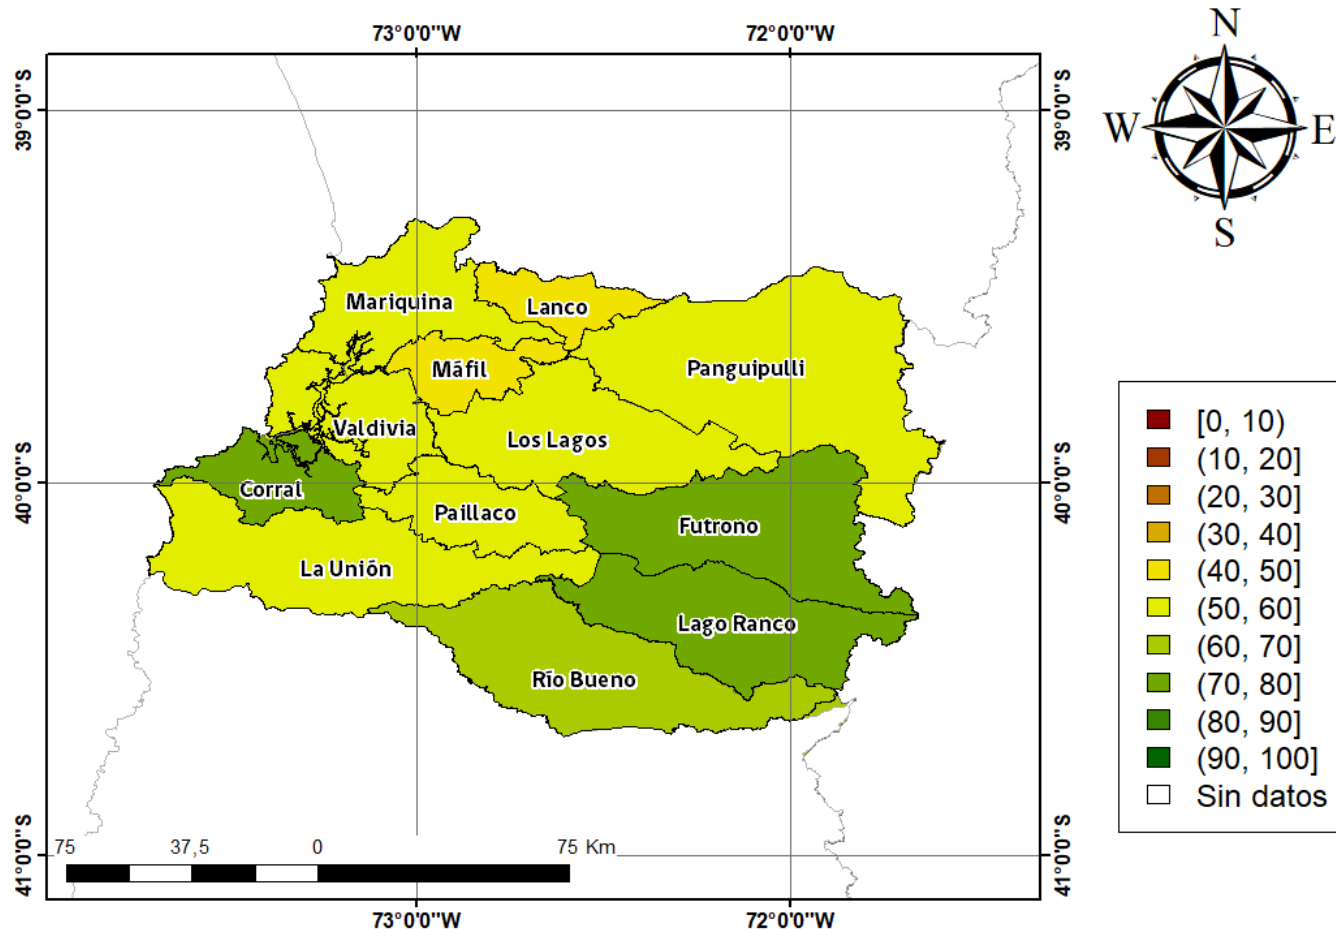 73°0'0"W
72°0'0"W
N
W
E
S
39°0'0"S
39°0'0"S
Mariquina
Lanco
Máfil
Panguipulli
Valdivia
Los Lagos
40°0'0"S
40°0'0"S
Corral
Paillaco
Futrono
La Unión
Lago Ranco
Río Bueno
[0, 10)
(10, 20]
(20, 30]
(30, 40]
(40, 50]
(50, 60]
(60, 70]
(70, 80]
(80, 90]
(90, 100]
Sin datos
75 37,5 0 75 Km
41°0'0"S
41°0'0"S
73°0'0"W
72°0'0"W